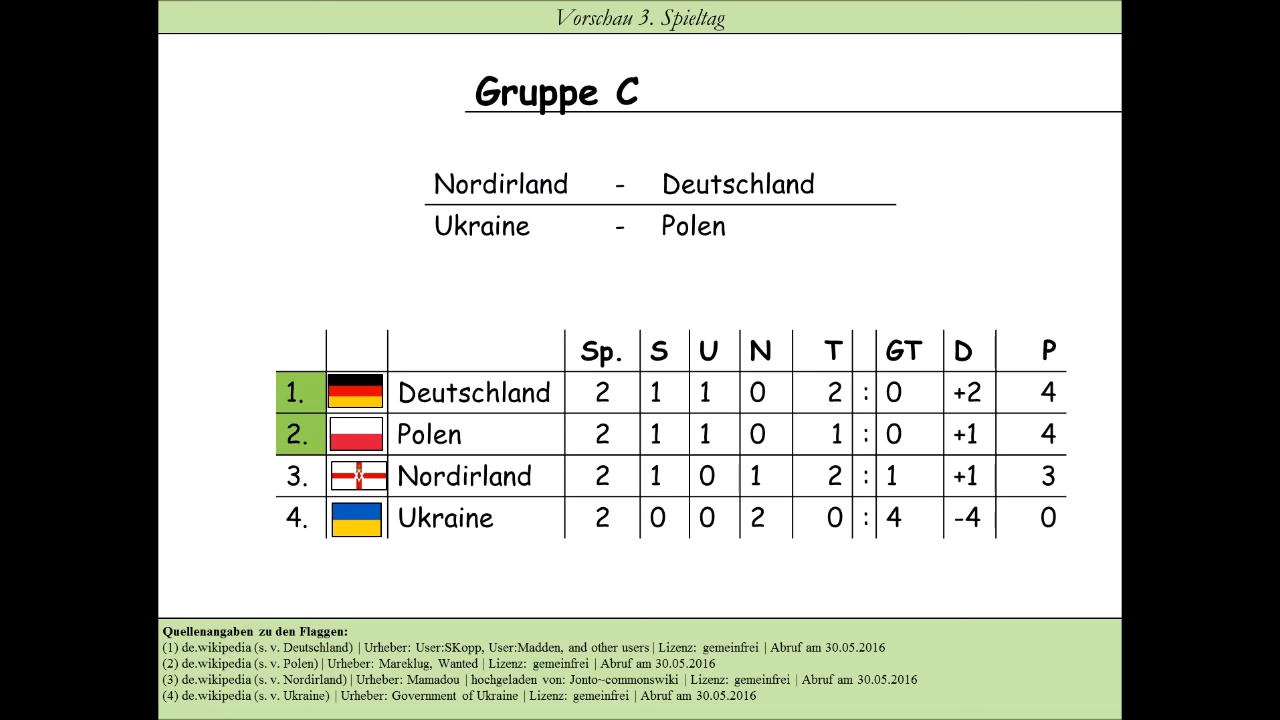 Vorschau 3. Spieltag
Gruppe C
Nordirland - Deutschland
Ukraine - Polen
Sp. S U N T GT D P
1. Deutschland 2 1 1 0 2 : 0 +2 4
2. Polen 2 1 1 0 1 : 0 +1 4
3. Nordirland 2 1 0 1 2 : 1 +1 3
4. Ukraine 2 0 0 2 0 : 4 -4 0
Quellenangaben zu den Flaggen:
(1) de.wikipedia (s. v. Deutschland) | Urheber: User:SKopp, User:Madden, and other users | Lizenz: gemeinfrei | Abruf am 30.05.2016
(2) de.wikipedia (s. v. Polen) | Urheber: Mareklug, Wanted | Lizenz: gemeinfrei | Abruf am 30.05.2016
(3) de.wikipedia (s. v. Nordirland) | Urheber: Mamadou | hochgeladen von: Jonto~commonswiki | Lizenz: gemeinfrei | Abruf am 30.05.2016
(4) de.wikipedia (s. v. Ukraine) | Urheber: Government of Ukraine | Lizenz: gemeinfrei | Abruf am 30.05.2016